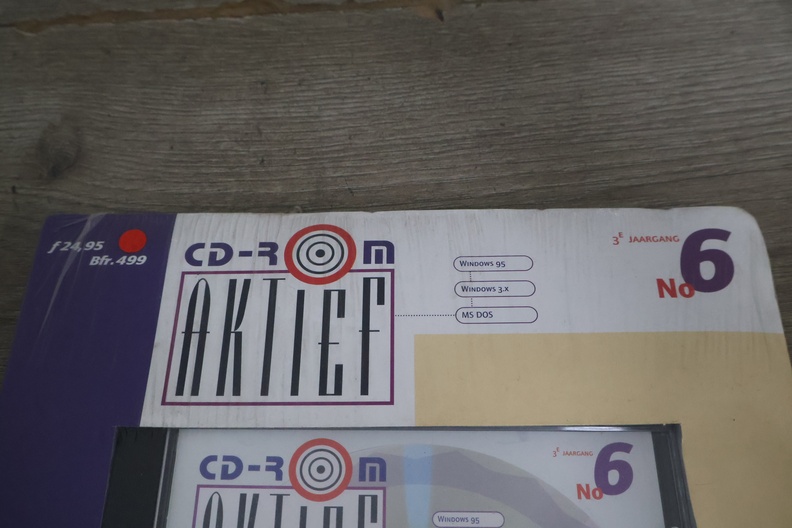 ƒ 24,95
Bfr. 499
CD-ROM
AKTIEF
WINDOWS 95
WINDOWS 3.X
MS DOS
3E JAARGANG
No 6
CD-ROM
AKTIEF
WINDOWS 95
3E JAARGANG
No 6